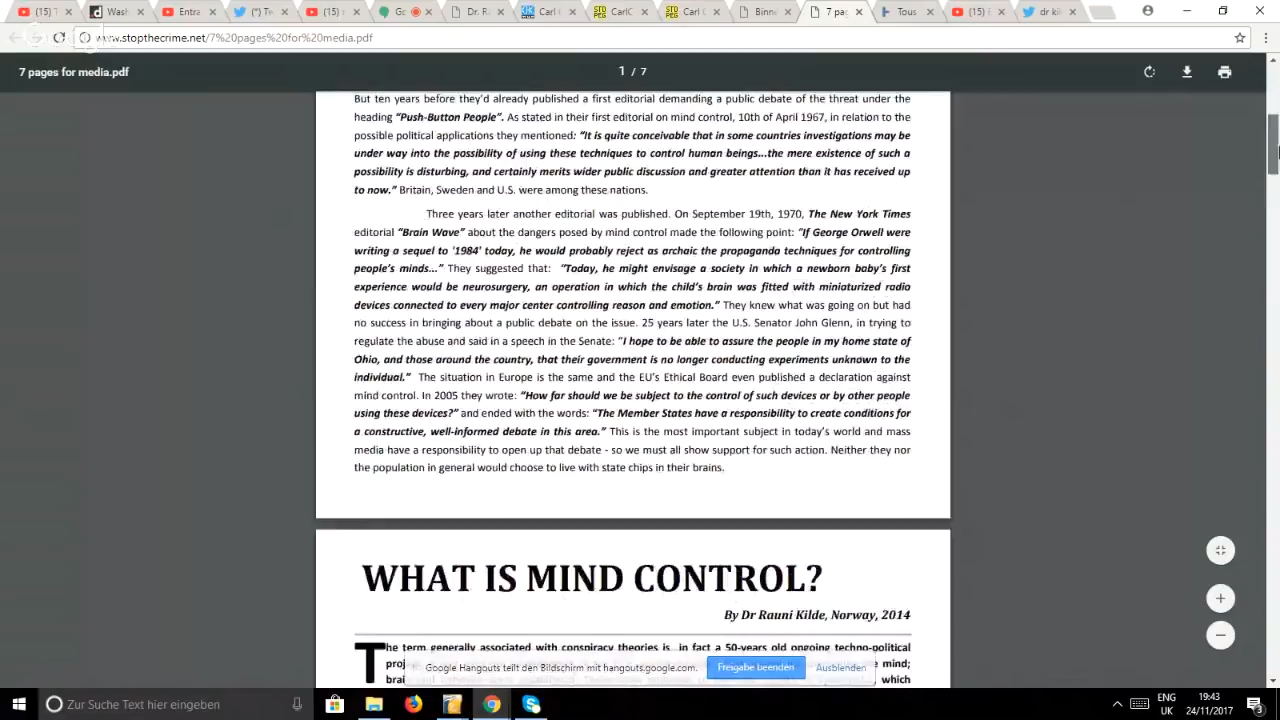 (15) T
Wash
Entra
(*) Tw
(15)
Go
Dr. R
Carl
CarlC
Carl
Binne
7 pag
Tous
(15) E
dr kil
.stopthecrime.net/7%20pages%20for%20media.pdf
7 pages for media.pdf
1 / 7
But ten years before they'd already published a first editorial demanding a public debate of the threat under the
heading "Push-Button People". As stated in their first editorial on mind control, 10th of April 1967, in relation to the
possible political applications they mentioned: "It is quite conceivable that in some countries investigations may be
under way into the possibility of using these techniques to control human beings...the mere existence of such a
possibility is disturbing, and certainly merits wider public discussion and greater attention than it has received up
to now." Britain, Sweden and U.S. were among these nations.
Three years later another editorial was published. On September 19th, 1970, The New York Times
editorial "Brain Wave" about the dangers posed by mind control made the following point: "If George Orwell were
writing a sequel to '1984' today, he would probably reject as archaic the propaganda techniques for controlling
people's minds..." They suggested that: "Today, he might envisage a society in which a newborn baby's first
experience would be neurosurgery, an operation in which the child's brain was fitted with miniaturized radio
devices connected to every major center controlling reason and emotion." They knew what was going on but had
no success in bringing about a public debate on the issue. 25 years later the U.S. Senator John Glenn, in trying to
regulate the abuse and said in a speech in the Senate: "I hope to be able to assure the people in my home state of
Ohio, and those around the country, that their government is no longer conducting experiments unknown to the
individual." The situation in Europe is the same and the EU's Ethical Board even published a declaration against
mind control. In 2005 they wrote: "How far should we be subject to the control of such devices or by other people
using these devices?" and ended with the words: "The Member States have a responsibility to create conditions for
a constructive, well-informed debate in this area." This is the most important subject in today's world and mass
media have a responsibility to open up that debate - so we must all show support for such action. Neither they nor
the population in general would choose to live with state chips in their brains.
WHAT IS MIND CONTROL?
By Dr Rauni Kilde, Norway, 2014
The term generally associated with conspiracy theories is in fact a 50-years old ongoing techno-political
proj mind;
brai which
Google Hangouts teilt den Bildschirm mit hangouts.google.com.
Freigabe beenden
Ausblenden
Zur Suche Text hier eingeben
ENG
UK
19:43
24/11/2017
3